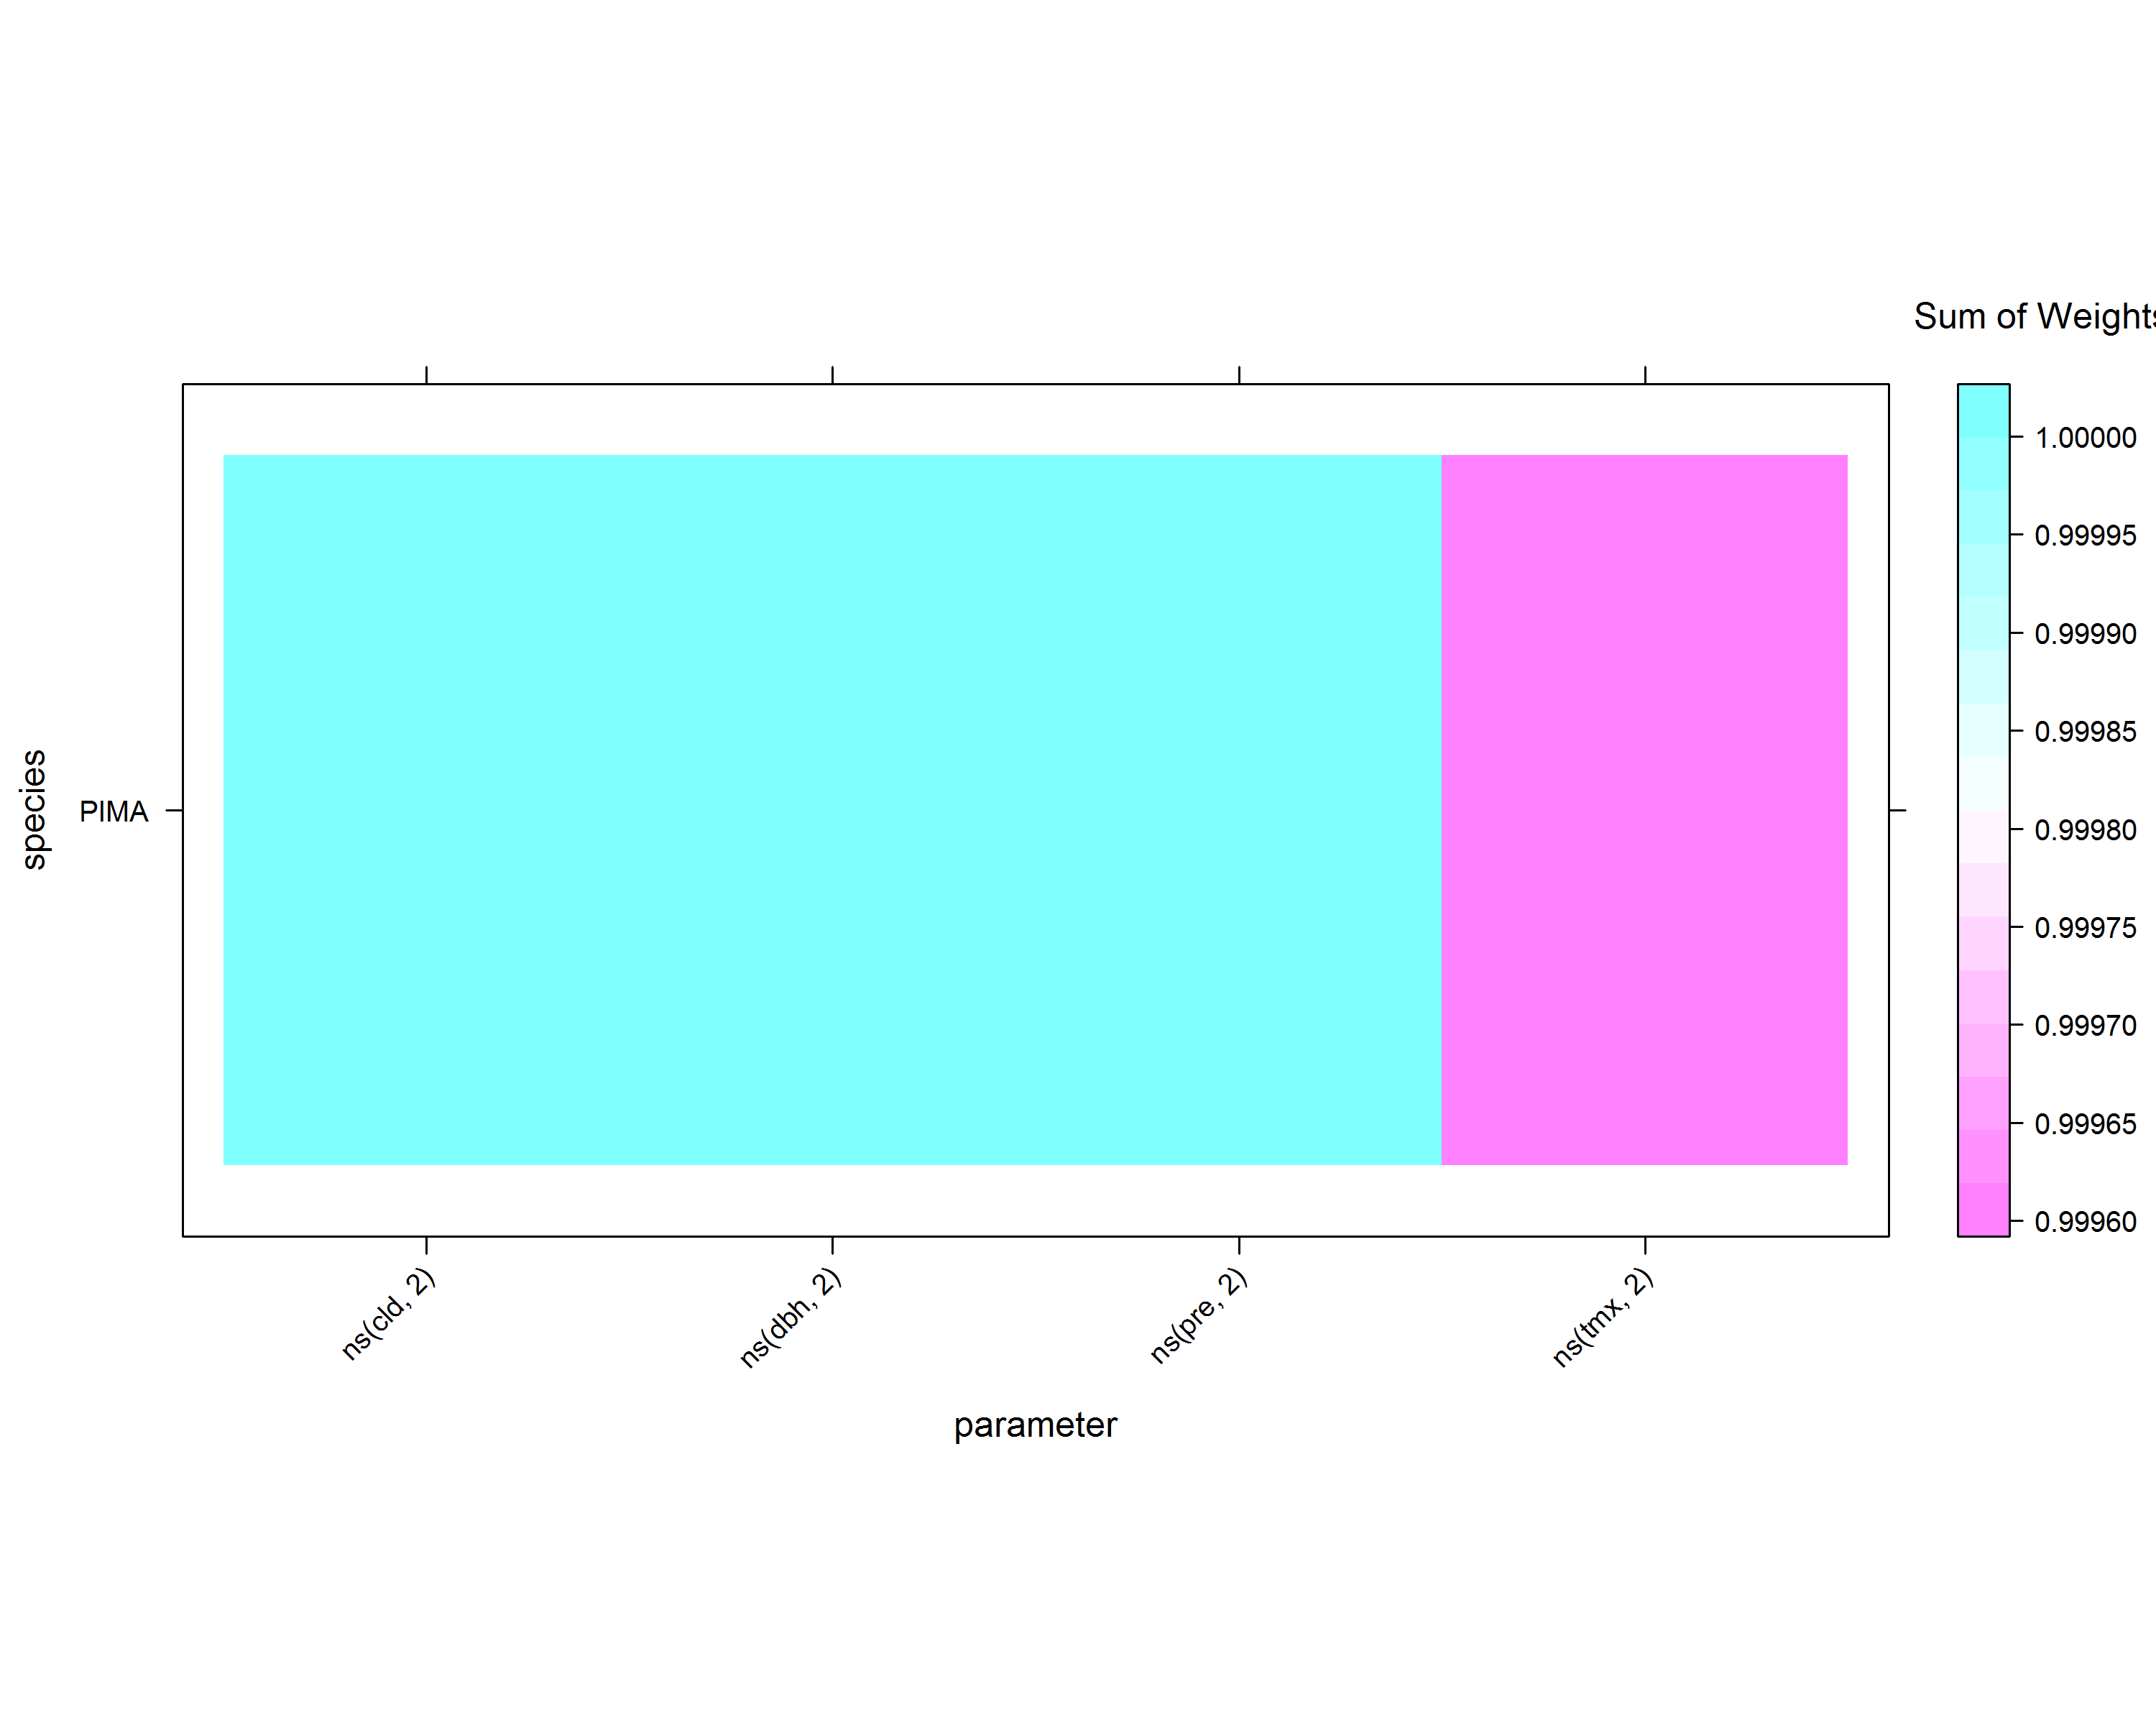 Sum of Weights
1.00000
0.99995
0.99990
0.99985
0.99980
0.99975
0.99970
0.99965
0.99960
species
PIMA
ns(cld, 2)
ns(dbh, 2)
ns(pre, 2)
ns(tmx, 2)
parameter